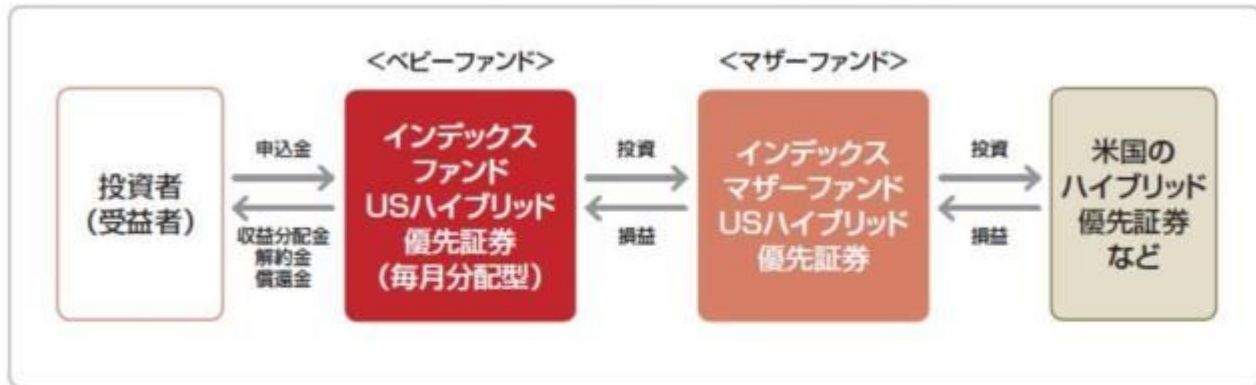 ＜ベビーファンド＞
＜マザーファンド＞
投資者
（受益者）
申込金
収益分配金
解約金
償還金
インデックス
ファンド
USハイブリッド
優先証券
（毎月分配型）
投資
損益
インデックス
マザーファンド
USハイブリッド
優先証券
投資
損益
米国の
ハイブリッド
優先証券
など